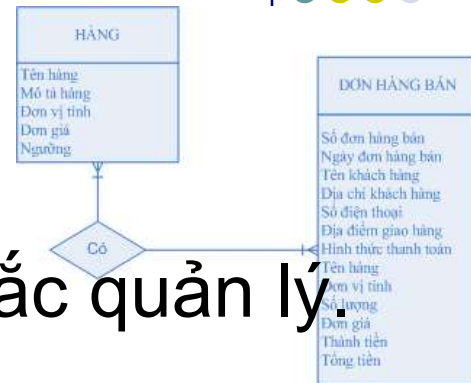 HÀNG
Tên hàng
Mô tả hàng
Đơn vị tính
Đơn giá
Ngưỡng
Có
ĐƠN HÀNG BÁN
Số đơn hàng bán
Ngày đơn hàng bán
Tên khách hàng
Địa chỉ khách hàng
Số điện thoại
Địa điểm giao hàng
Hình thức thanh toán
Tên hàng
Đơn vị tính
Số lượng
Đơn giá
Thành tiền
Tổng tiền
ắc quản lý.